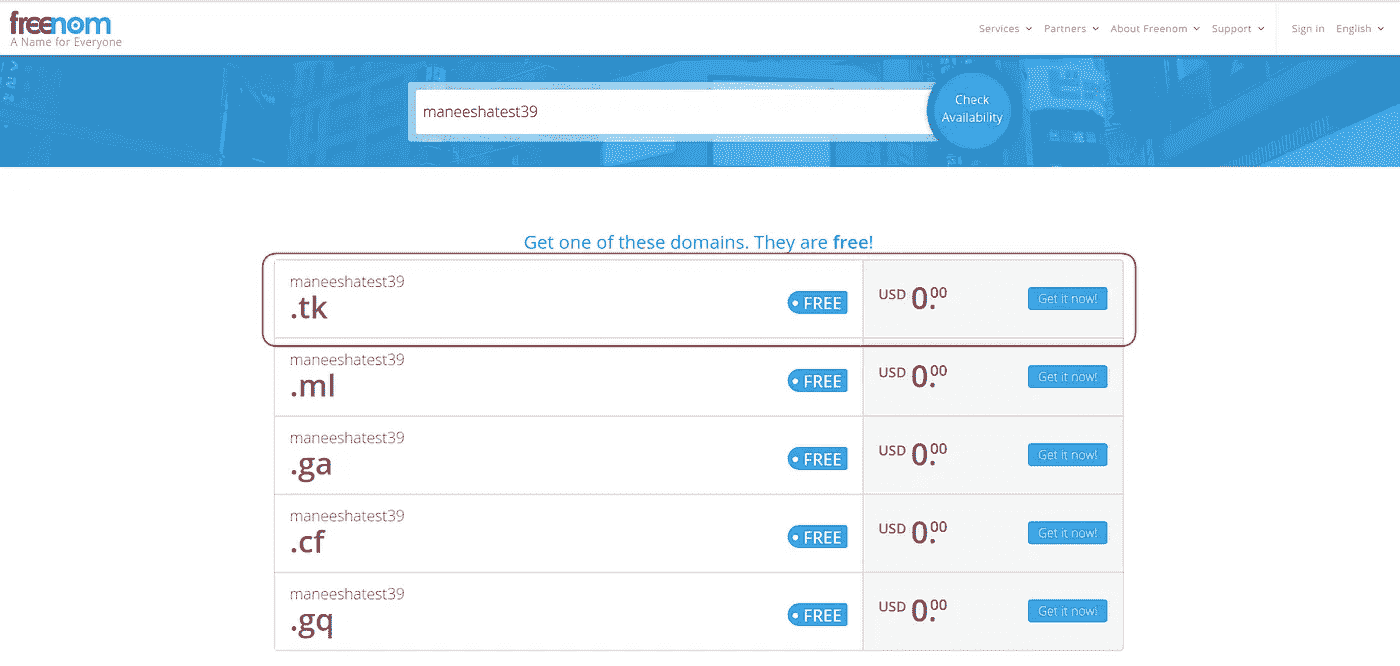 freenom
A Name for Everyone
Services Partners About Freenom Support Sign In English
maneeshatest39
Check
Availability
Get one of these domains. They are free!
maneeshatest39
.tk
FREE
USD 0.00
Get it now!
maneeshatest39
.ml
FREE
USD 0.00
Get it now!
maneeshatest39
.ga
FREE
USD 0.00
Get it now!
maneeshatest39
.cf
FREE
USD 0.00
Get it now!
maneeshatest39
.gq
FREE
USD 0.00
Get it now!